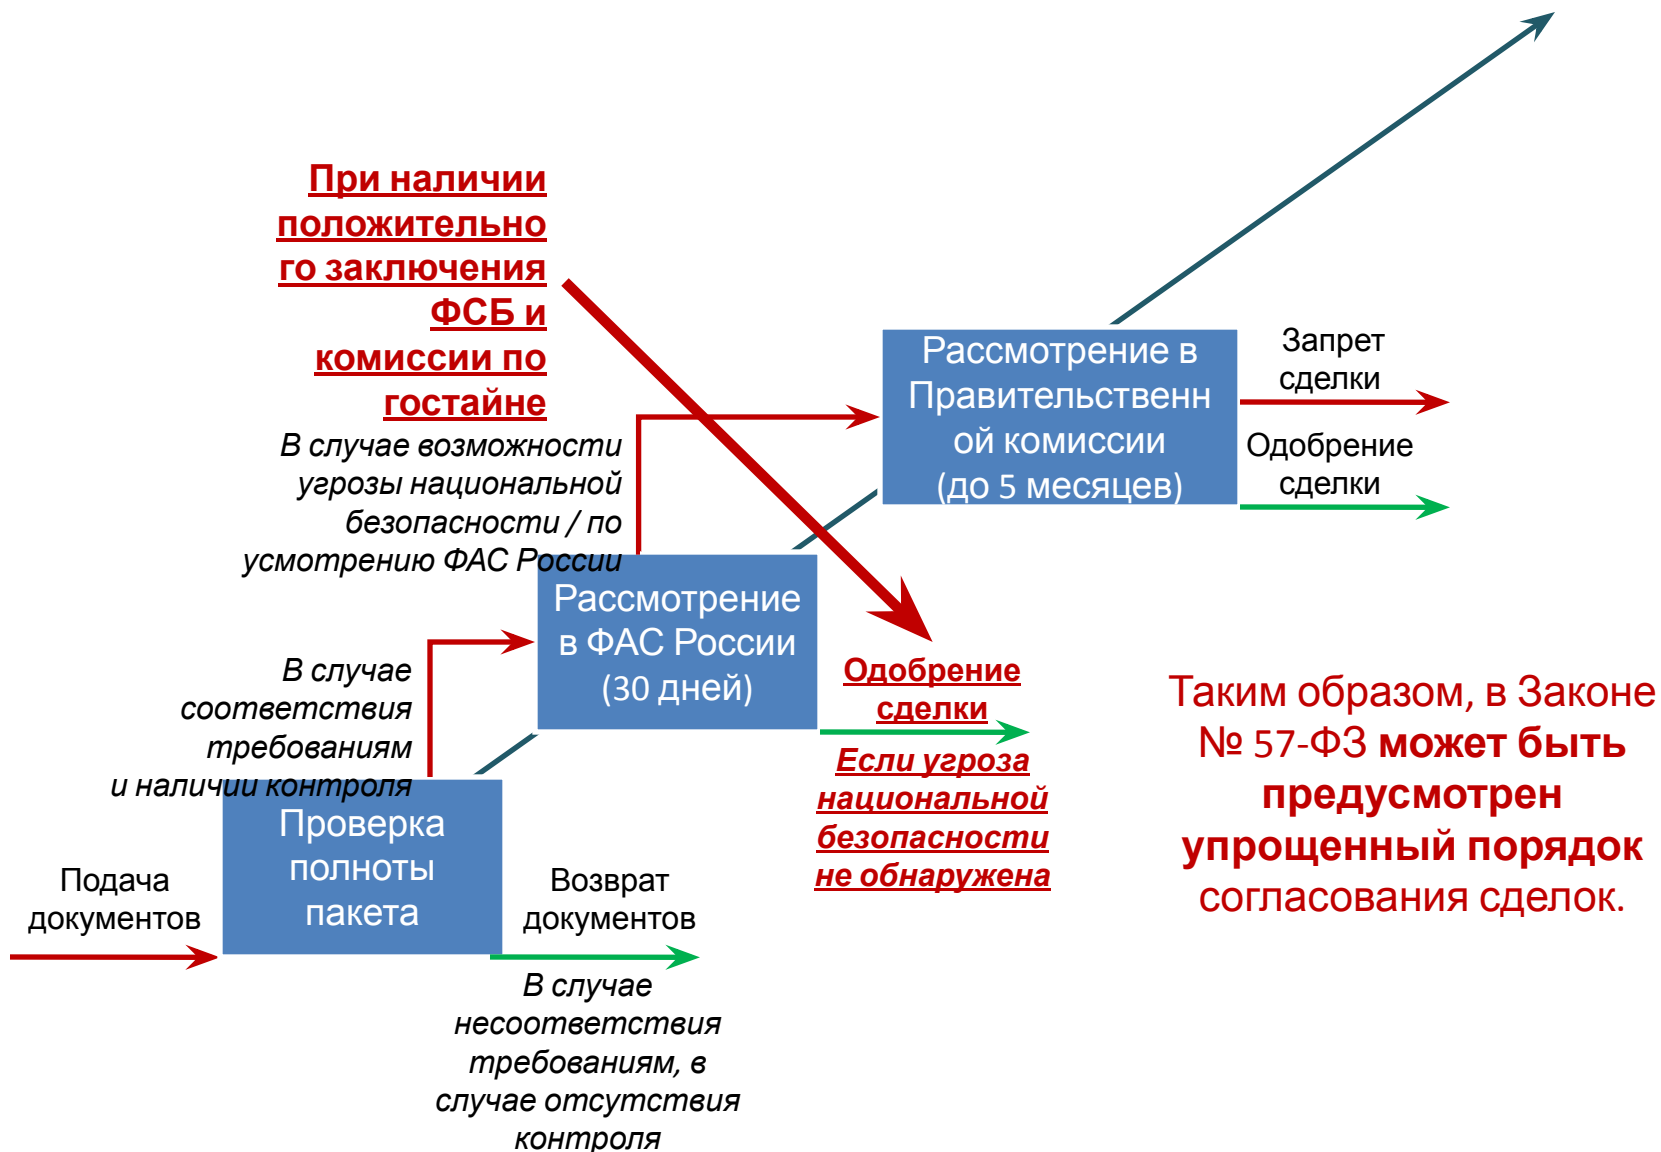 При наличии
положительно
го заключения
ФСБ и
комиссии по
гостайне
В случае возможности
угрозы национальной
безопасности / по
усмотрению ФАС России
Рассмотрение в
Правительственн
ой комиссии
(до 5 месяцев)
Запрет
сделки
Одобрение
сделки
Рассмотрение
в ФАС России
(30 дней)
В случае
соответствия
требованиям
и наличии контроля
Одобрение
сделки
Если угроза
национальной
безопасности
не обнаружена
Таким образом, в Законе
№ 57-ФЗ может быть
предусмотрен
упрощенный порядок
согласования сделок.
Проверка
полноты
пакета
Подача
документов
Возврат
документов
В случае
несоответствия
требованиям, в
случае отсутствия
контроля